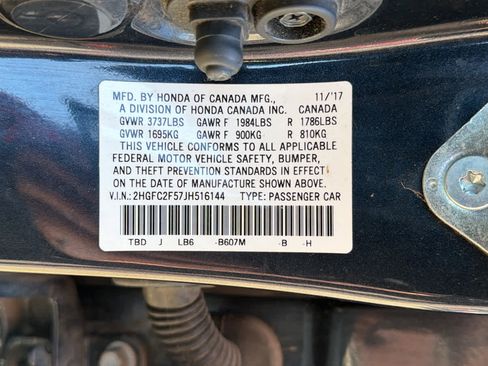 MFD. BY HONDA OF CANADA MFG., 11/'17
A DIVISION OF HONDA CANADA INC. CANADA
GVWR 3737LBS GAWR F 1984LBS R 1786LBS
GVWR 1695KG GAWR F 900KG R 810KG
THIS VEHICLE CONFORMS TO ALL APPLICABLE
FEDERAL MOTOR VEHICLE SAFETY, BUMPER,
AND THEFT PREVENTION STANDARDS IN EFFECT
ON THE DATE OF MANUFACTURE SHOWN ABOVE.
V.I.N.: 2HGFC2F57JH516144 TYPE: PASSENGER CAR
TBD J LB6 -B607M -B -H